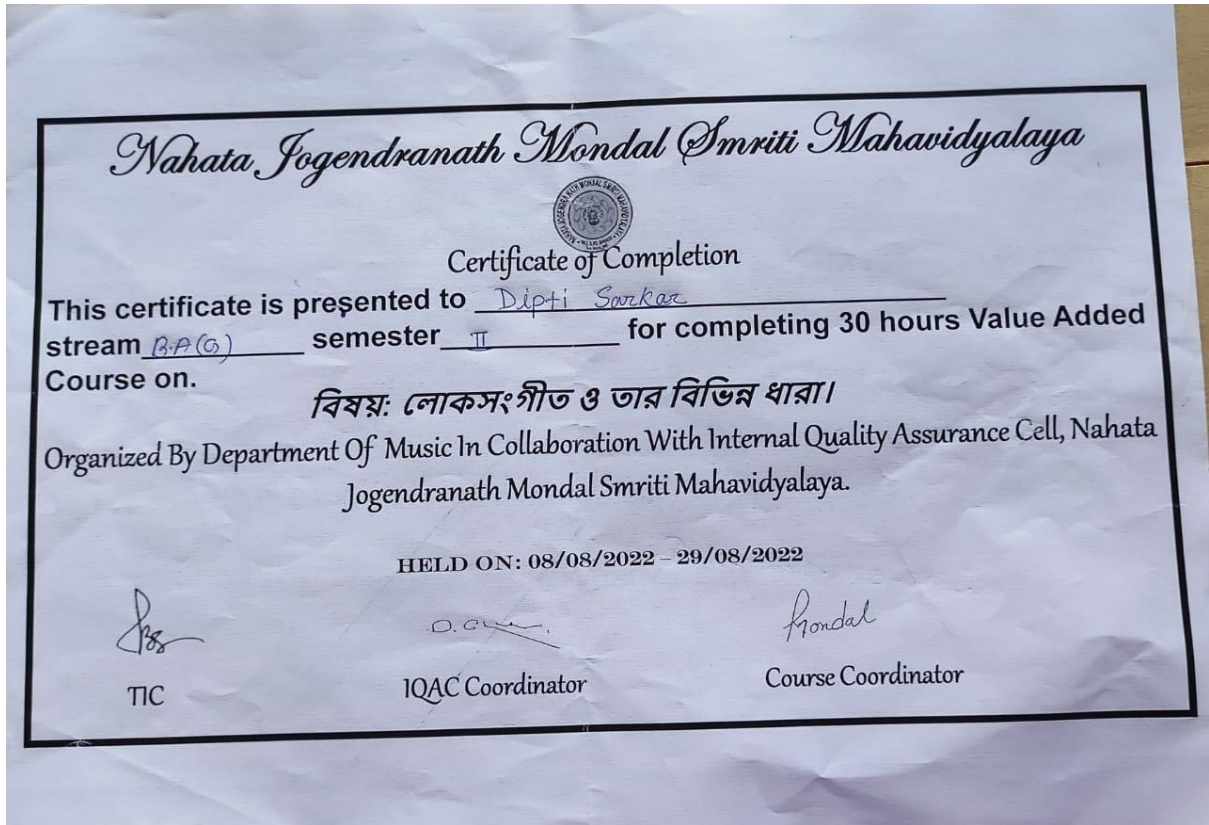 Nahata Jogendranath Mondal Smriti Mahavidyalaya
Certificate of Completion
This certificate is presented to Dipti Sarkar
stream B.A(G) semester II for completing 30 hours Value Added
Course on.
বিষয়: লোকসংগীত ও তার বিভিন্ন ধারা।
Organized By Department Of Music In Collaboration With Internal Quality Assurance Cell, Nahata
Jogendranath Mondal Smriti Mahavidyalaya.
HELD ON: 08/08/2022 – 29/08/2022
TIC
IQAC Coordinator
Course Coordinator